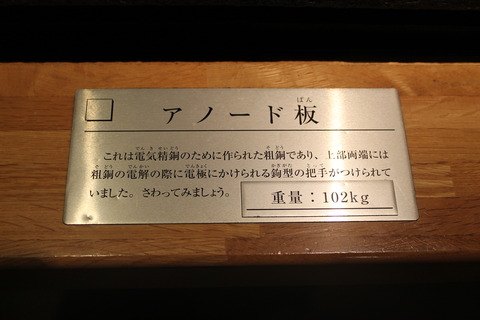 アノード板
これは電気精銅のために作られた粗銅であり、上部両端には
粗銅の電解の際に電極にかけられる鉤型の把手がつけられて
いました。さわってみましょう。
重量：102kg